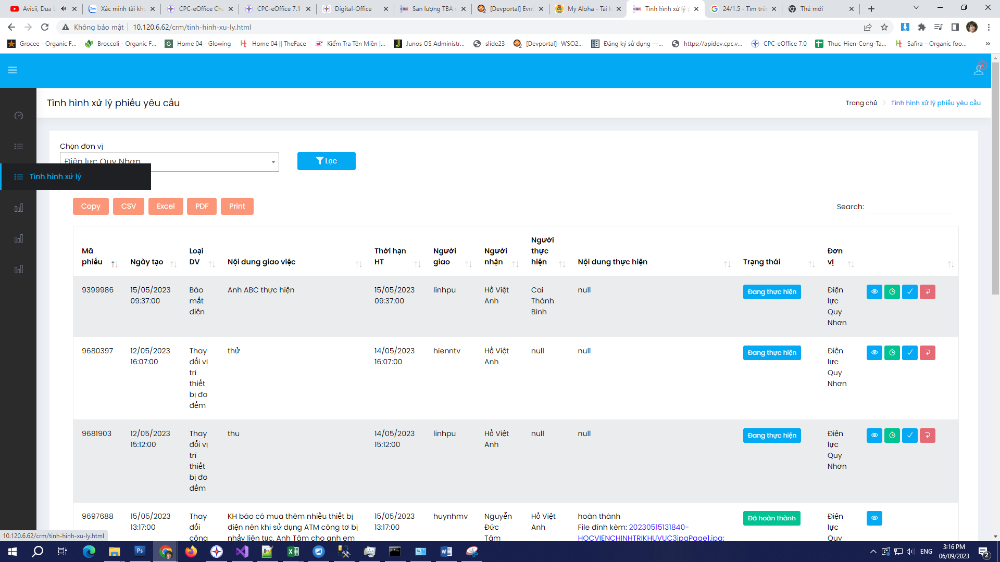 Avicii, Dua L
Xác minh tài kho
CPC-eOffice Cha
CPC-eOffice 7.1
Digital-Office
Sản lượng TBA c
[Devportal] EvnC
My Aloha - Tài k
Tình hình xử lý p
24/1.5 - Tìm trên
Thẻ mới
Không bảo mật
10.120.6.62/crm/tinh-hinh-xu-ly.html
Grocee - Organic F...
Broccoli - Organic F...
Home 04 - Glowing
Home 04 || TheFace
Kiểm Tra Tên Miền |...
Junos OS Administr...
slide23
[Devportal]- WSO2...
Đăng ký sử dụng —...
https://apidev.cpc.v...
CPC-eOffice 7.0
Thuc-Hien-Cong-Ta...
Safira – Organic foo...
»
Tình hình xử lý phiếu yêu cầu
Trang chủ
Tình hình xử lý phiếu yêu cầu
Chọn đơn vị
Điện lực Quy Nhơn
Lọc
Tình hình xử lý
Copy
CSV
Excel
PDF
Print
Search:
Mã
phiếu
Ngày tạo
Loại
DV
Nội dung giao việc
Thời hạn
HT
Người
giao
Người
nhận
Người
thực
hiện
Nội dung thực hiện
Trạng thái
Đơn
vị
9399986
15/05/2023
09:37:00
Báo
mất
điện
Anh ABC thực hiện
15/05/2023
09:37:00
linhpu
Hồ Việt
Anh
Cai
Thành
Bình
null
Đang thực hiện
Điện
lực
Quy
Nhơn
9680397
12/05/2023
16:07:00
Thay
đổi vị
trí
thiết
bị đo
đếm
thử
14/05/2023
16:07:00
hienntv
Hồ Việt
Anh
null
null
Đang thực hiện
Điện
lực
Quy
Nhơn
9681903
12/05/2023
15:12:00
Thay
đổi vị
trí
thiết
bị đo
đếm
thu
14/05/2023
15:12:00
linhpu
Hồ Việt
Anh
null
null
Đang thực hiện
Điện
lực
Quy
Nhơn
9697688
15/05/2023
13:17:00
Thay
đổi
công
KH báo có mua thêm nhiều thiết bị
điện nên khi sử dụng ATM công tơ bị
nhảy liên tục. Anh Tâm cho anh em
15/05/2023
13:17:00
huynhmv
Nguyễn
Đức
Tâm
Hồ Việt
Anh
hoàn thành
File đính kèm: 20230515131840-
HOCVIENCHINHTRIKHUVUC3jpgPage1.jpg;
Đã hoàn thành
Điện
lực
Quy
10.120.6.62/crm/tinh-hinh-xu-ly.html
Ps
ENG
3:16 PM
06/09/2023
2